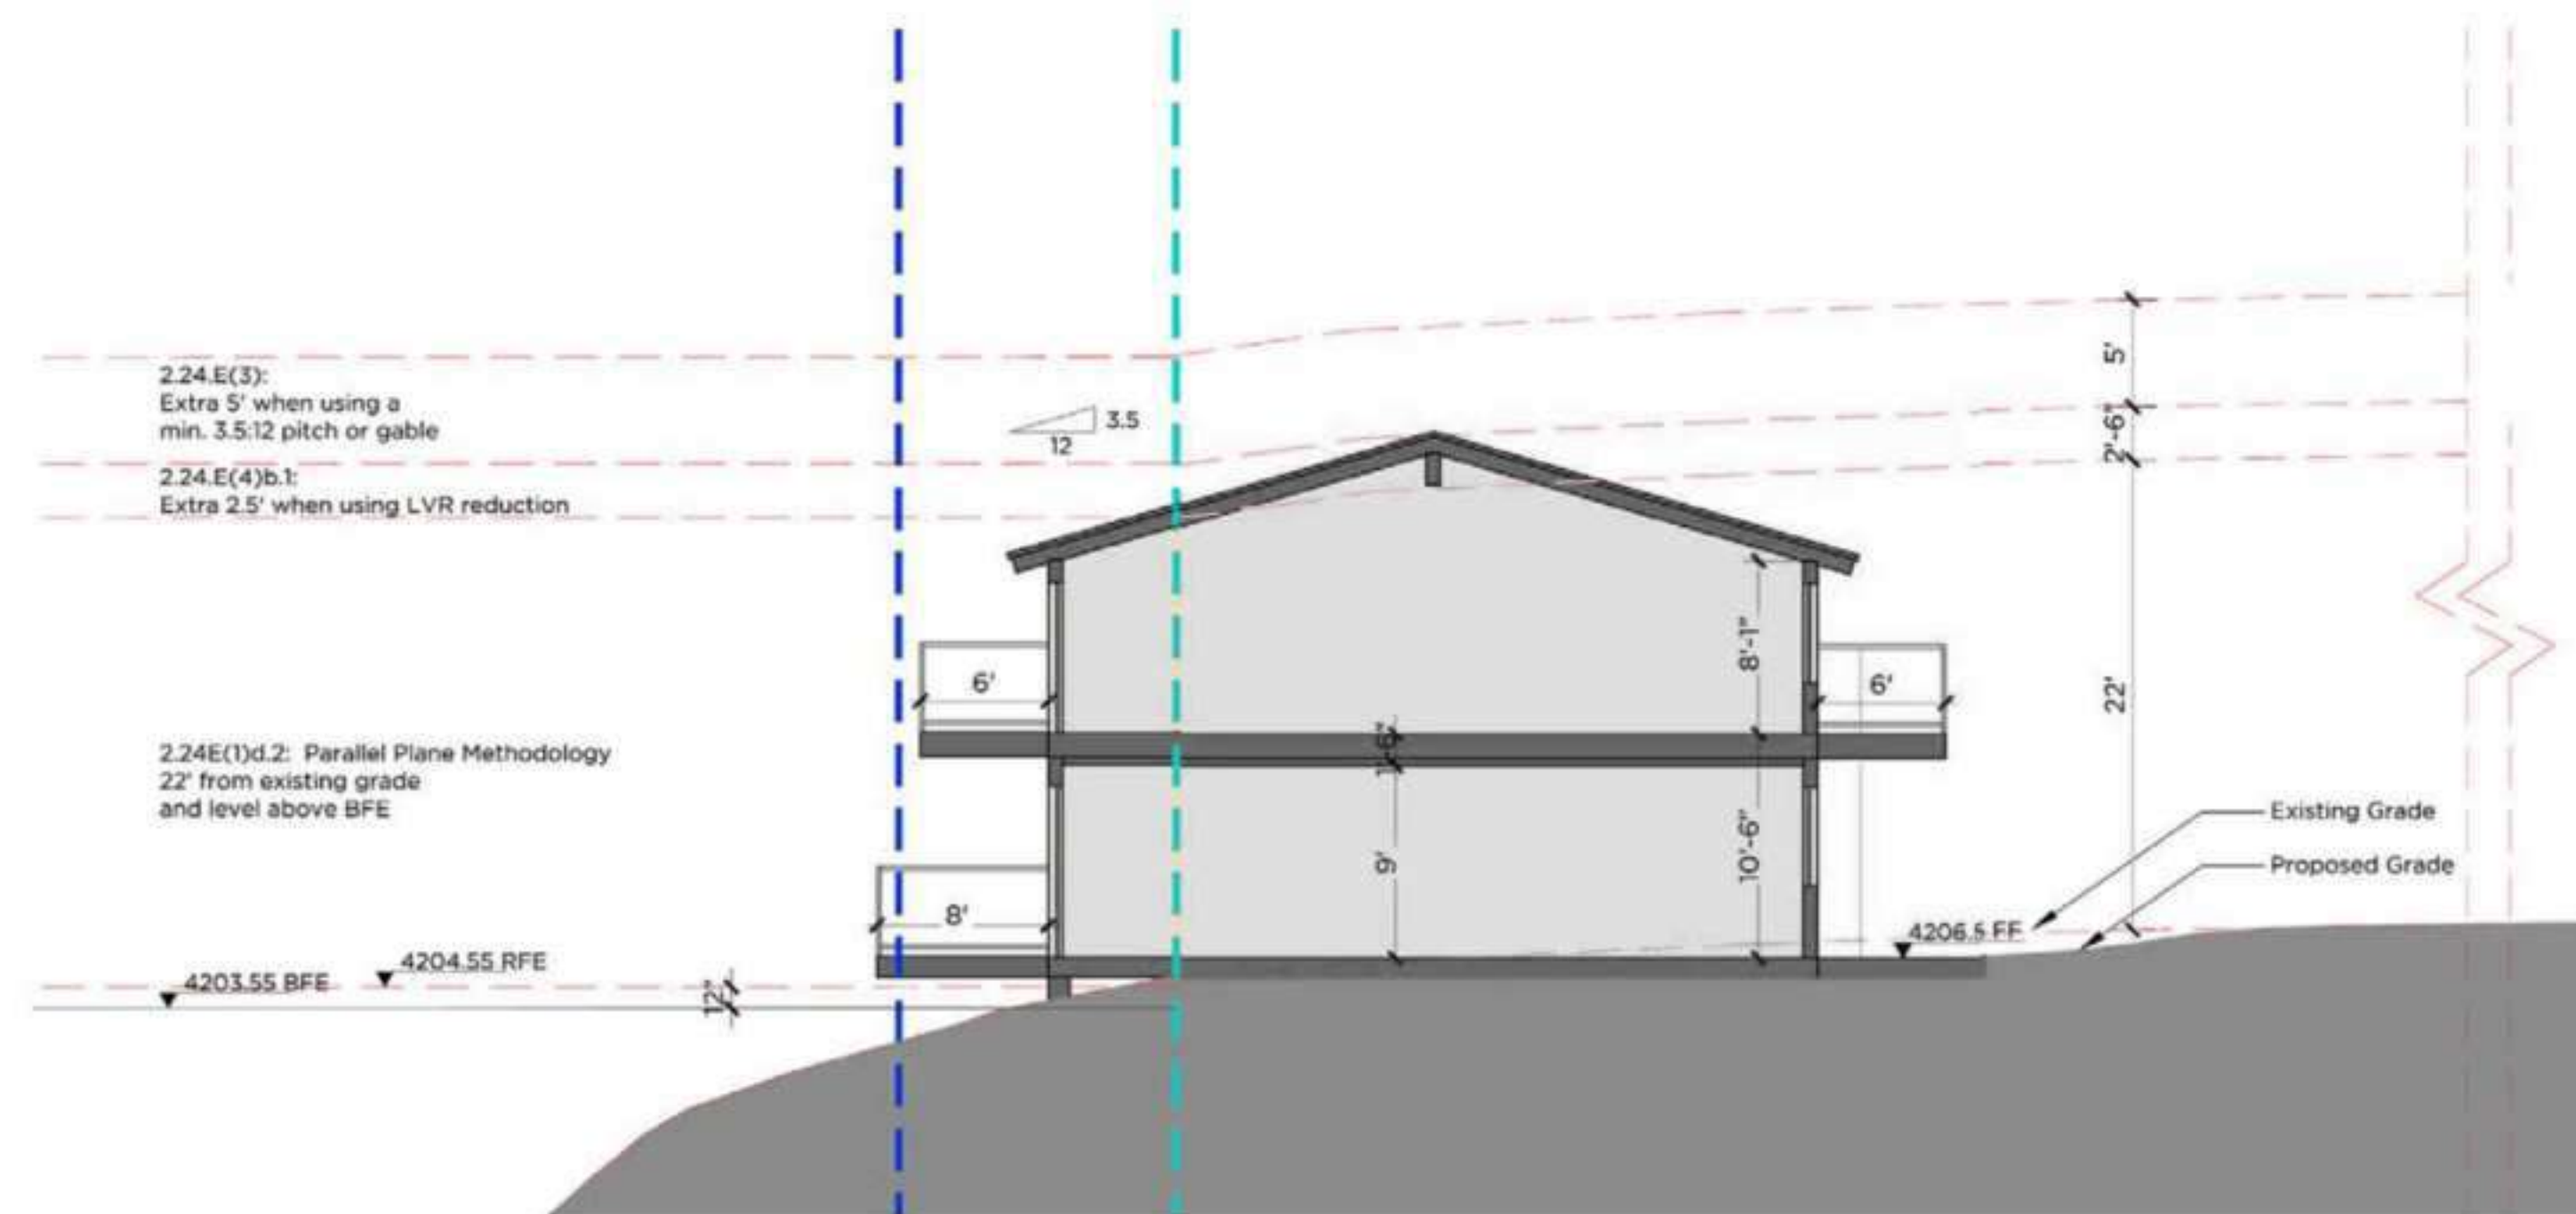 2.24.E(3):
Extra 5' when using a
min. 3.5:12 pitch or gable
3.5
12
2.24.E(4)b.1:
Extra 2.5' when using LVR reduction
5'
2'-6"
22'
6'
8'-1"
6'
2.24E(1)d.2: Parallel Plane Methodology
22' from existing grade
and level above BFE
1'-6"
9'
10'-6"
8'
Existing Grade
Proposed Grade
4206.5 FF
4204.55 RFE
4203.55 BFE
12"